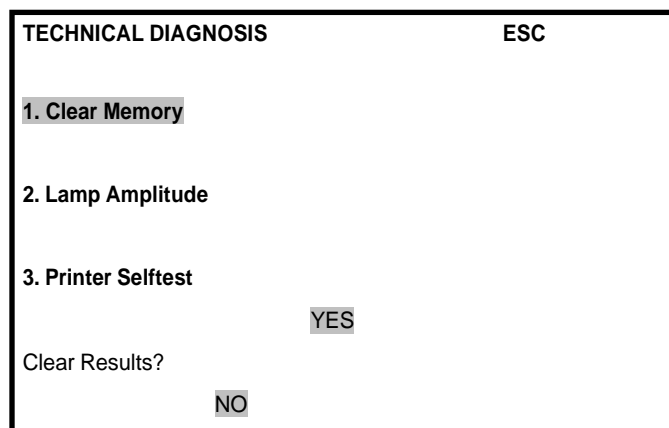 TECHNICAL DIAGNOSIS ESC
1. Clear Memory
2. Lamp Amplitude
3. Printer Selftest
YES
Clear Results?
NO